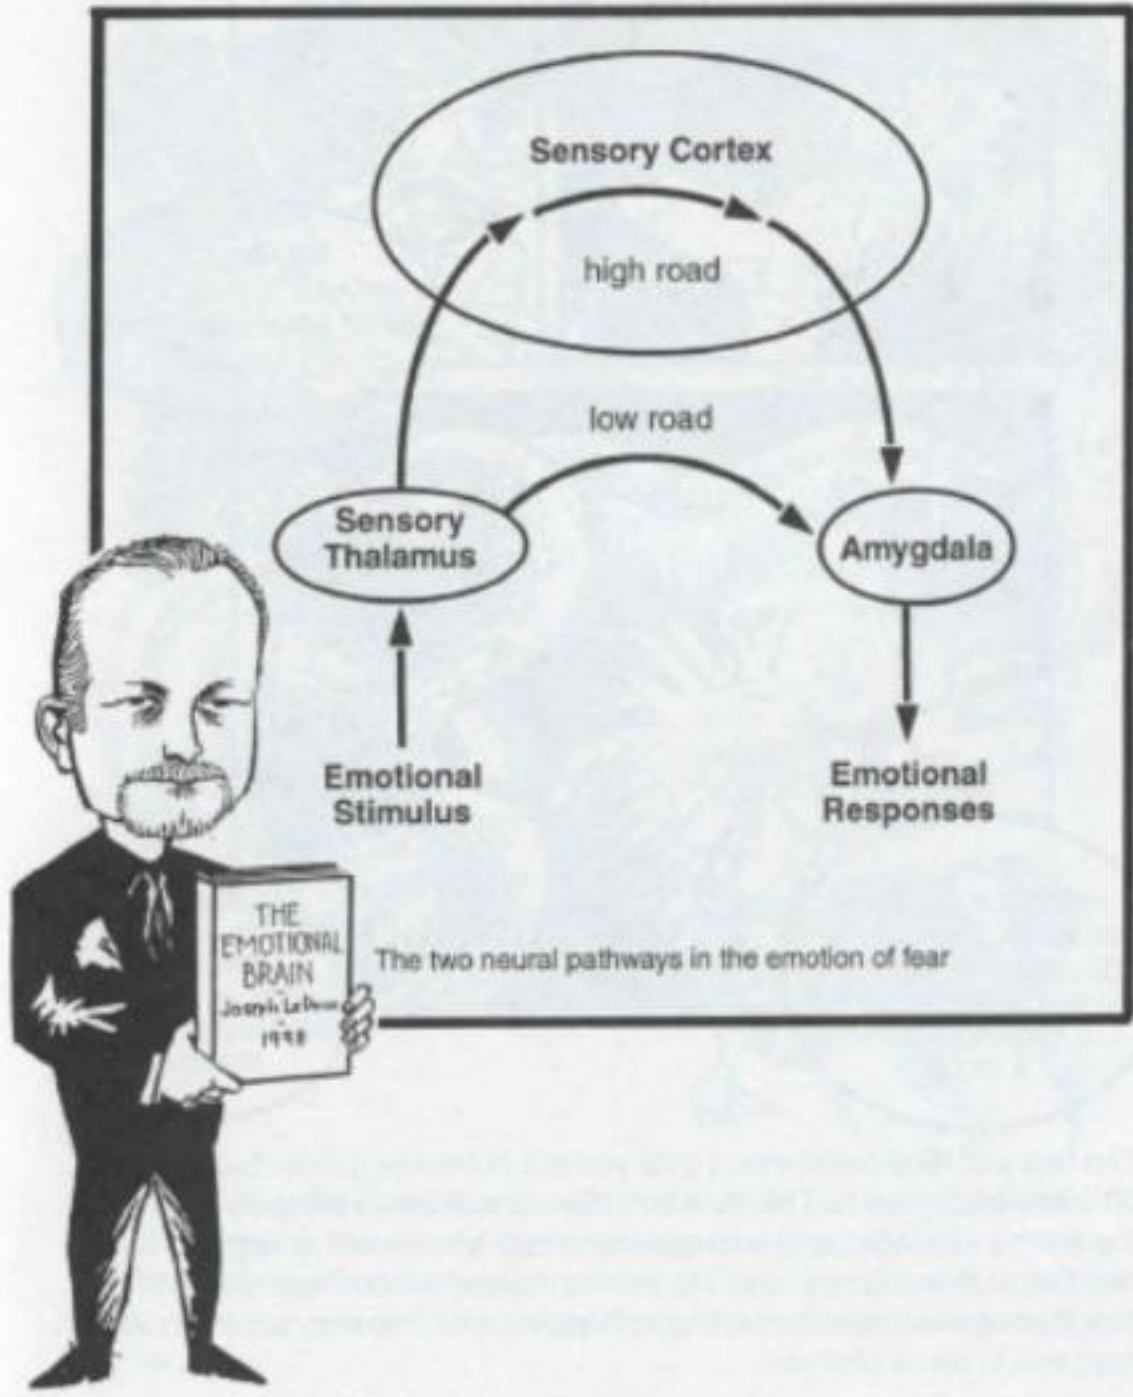 Sensory Cortex
high road
low road
Sensory
Thalamus
Amygdala
Emotional
Stimulus
Emotional
Responses
THE
EMOTIONAL
BRAIN
-
Joseph LeDoux
-
1998
The two neural pathways in the emotion of fear